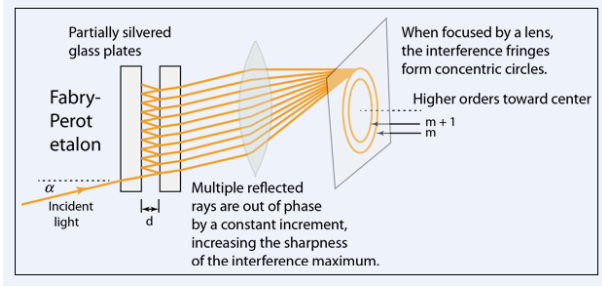 Partially silvered
glass plates
When focused by a lens,
the interference fringes
form concentric circles.
Fabry-
Perot
etalon
Higher orders toward center
m + 1
m
α
Incident
light
d
Multiple reflected
rays are out of phase
by a constant increment,
increasing the sharpness
of the interference maximum.